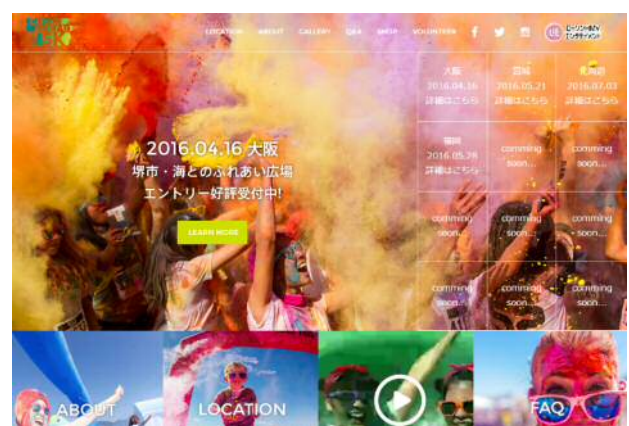 LOCATION ABOUT GALLERY Q&A SHOP VOLUNTEER
大阪
2016.04.16
詳細はこちら
宮城
2016.05.21
詳細はこちら
北海道
2016.07.03
詳細はこちら
福岡
2016.05.28
詳細はこちら
comming
soon...
comming
soon...
2016.04.16 大阪
堺市・海とのふれあい広場
エントリー好評受付中!
LEARN MORE
comming
soon...
comming
soon...
comming
soon...
comming
soon...
comming
soon...
comming
soon...
ABOUT
LOCATION
FAQ